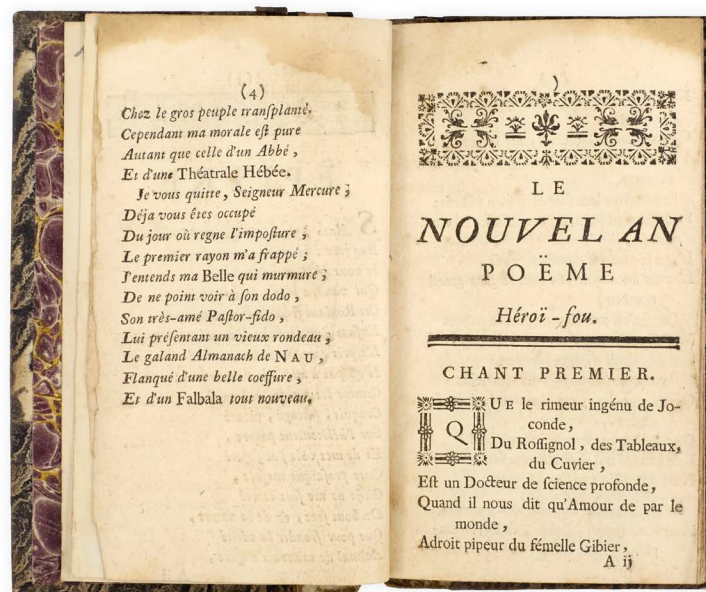 (4)
Chez le gros peuple tranſplanté.
Cependant ma morale eſt pure
Autant que celle d'un Abbé,
Et d'une Théatrale Hébée.
Je vous quitte, Seigneur Mercure;
Déja vous êtes occupé
Du jour où regne l'impoſture;
Le premier rayon m'a frappé;
J'entends ma Belle qui murmure;
De ne point voir à ſon dodo,
Son très-amé Paſtor-fido,
Lui préſentant un vieux rondeau;
Le galand Almanach de NAU,
Flanqué d'une belle coeffure,
Et d'un Falbala tout nouveau.
)
LE
NOUVEL AN
POËME
Héroï-fou.
CHANT PREMIER.
QUE le rimeur ingénu de Jo-
conde,
Du Roſſignol, des Tableaux,
du Cuvier,
Eſt un Docteur de ſcience profonde,
Quand il nous dit qu'Amour de par le
monde,
Adroit pipeur du fémelle Gibier,
A ij